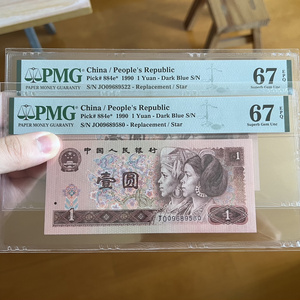 PMG
PAPER MONEY GUARANTY
China / People's Republic
Pick# 884e* 1990 1 Yuan - Dark Blue S/N
S/N JO09689522 - Replacement / Star
67 EPQ
Superb Gem Unc
PMG
PAPER MONEY GUARANTY
China / People's Republic
Pick# 884e* 1990 1 Yuan - Dark Blue S/N
S/N JO09689580 - Replacement / Star
67 EPQ
Superb Gem Unc
中国人民银行
1
壹圆
1
JO09689580